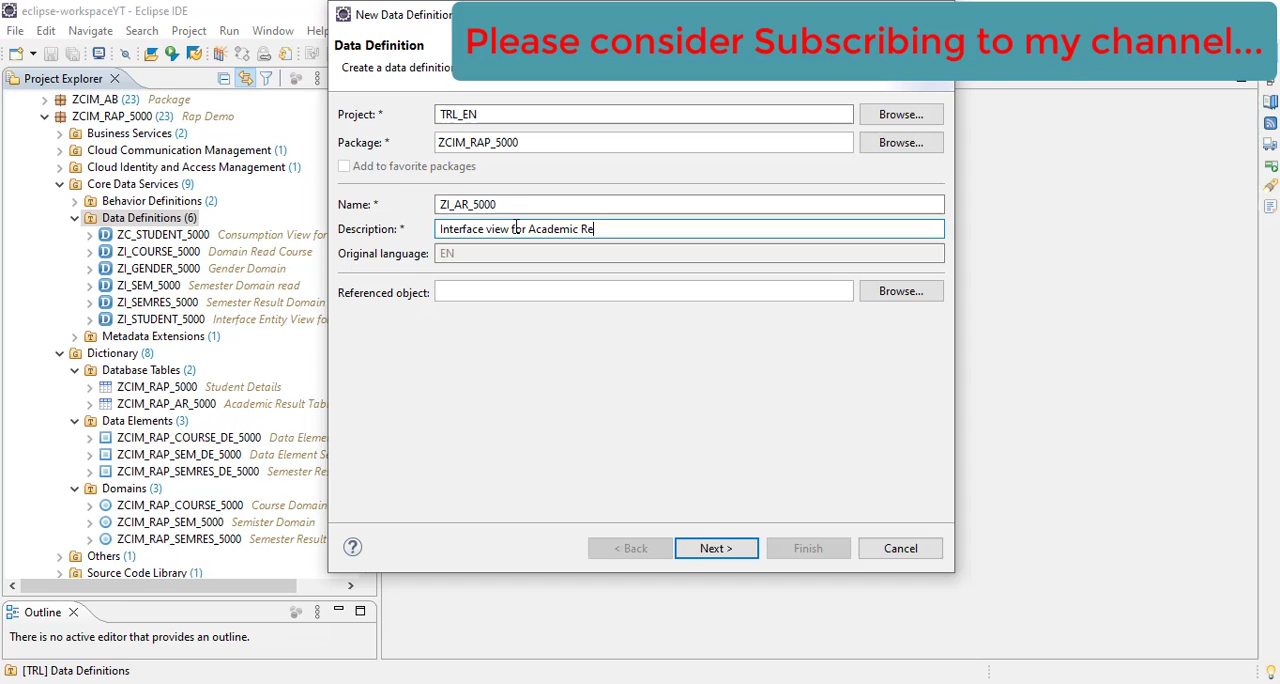 eclipse-workspaceYT - Eclipse IDE
File Edit Navigate Search Project Run Window Help
Project Explorer
ZCIM_AB (23) Package
ZCIM_RAP_5000 (23) Rap Demo
Business Services (2)
Cloud Communication Management (1)
Cloud Identity and Access Management (1)
Core Data Services (9)
Behavior Definitions (2)
Data Definitions (6)
ZC_STUDENT_5000 Consumption View for
ZI_COURSE_5000 Domain Read Course
ZI_GENDER_5000 Gender Domain
ZI_SEM_5000 Semester Domain read
ZI_SEMRES_5000 Semester Result Domain
ZI_STUDENT_5000 Interface Entity View for
Metadata Extensions (1)
Dictionary (8)
Database Tables (2)
ZCIM_RAP_5000 Student Details
ZCIM_RAP_AR_5000 Academic Result Tab
Data Elements (3)
ZCIM_RAP_COURSE_DE_5000 Data Eleme
ZCIM_RAP_SEM_DE_5000 Data Element S
ZCIM_RAP_SEMRES_DE_5000 Semester Re
Domains (3)
ZCIM_RAP_COURSE_5000 Course Domain
ZCIM_RAP_SEM_5000 Semister Domain
ZCIM_RAP_SEMRES_5000 Semester Result
Others (1)
Source Code Library (1)
Outline
There is no active editor that provides an outline.
[TRL] Data Definitions
New Data Definition
Please consider Subscribing to my channel...
Data Definition
Create a data definition
Project: * TRL_EN Browse...
Package: * ZCIM_RAP_5000 Browse...
Add to favorite packages
Name: * ZI_AR_5000
Description: * Interface view for Academic Re
Original language: EN
Referenced object: Browse...
? < Back Next > Finish Cancel